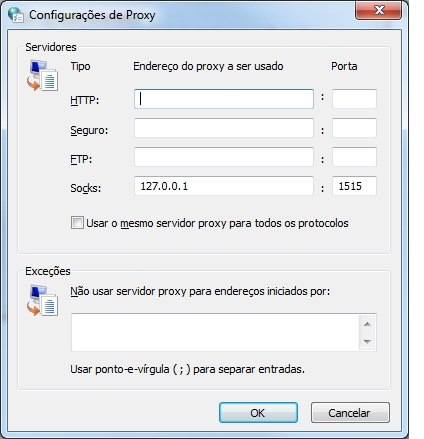 Configurações de Proxy
Servidores
Tipo Endereço do proxy a ser usado Porta
HTTP: :
Seguro: :
FTP: :
Socks: 127.0.0.1 : 1515
Usar o mesmo servidor proxy para todos os protocolos
Exceções
Não usar servidor proxy para endereços iniciados por:
Usar ponto-e-vírgula ( ; ) para separar entradas.
OK Cancelar